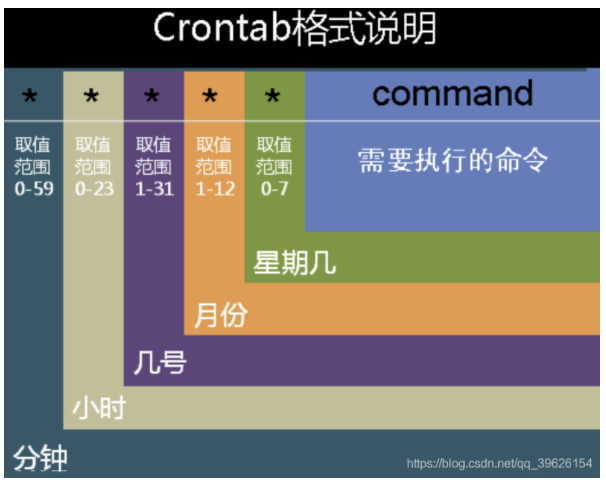 Crontab格式说明
* * * * * command
取值 取值 取值 取值 取值
范围 范围 范围 范围 范围
0-59 0-23 1-31 1-12 0-7
需要执行的命令
星期几
月份
几号
小时
分钟
https://blog.csdn.net/qq_39626154